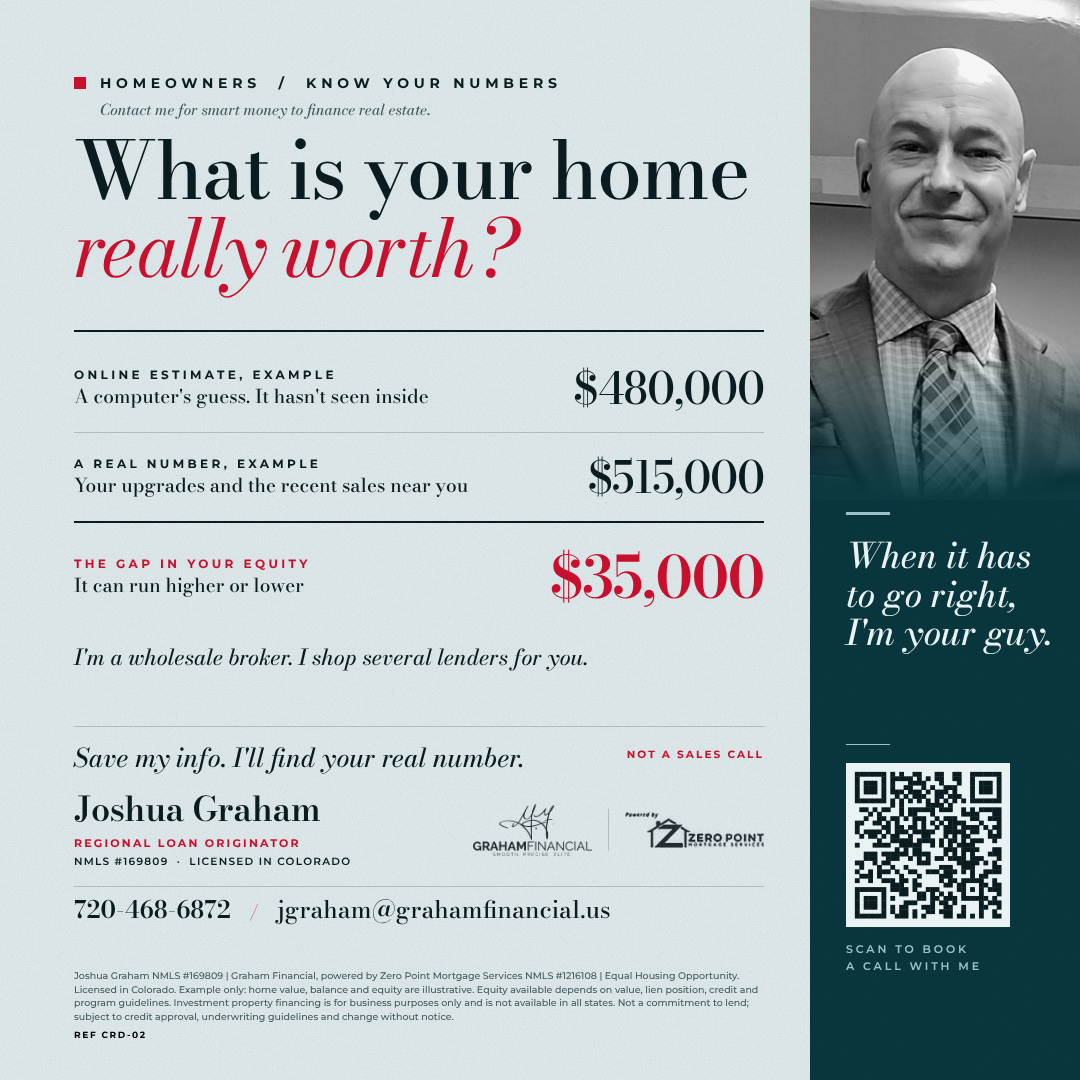 HOMEOWNERS / KNOW YOUR NUMBERS
Contact me for smart money to finance real estate.
What is your home
really worth?
ONLINE ESTIMATE, EXAMPLE
A computer's guess. It hasn't seen inside
$480,000
A REAL NUMBER, EXAMPLE
Your upgrades and the recent sales near you
$515,000
THE GAP IN YOUR EQUITY
It can run higher or lower
$35,000
I'm a wholesale broker. I shop several lenders for you.
Save my info. I'll find your real number.
NOT A SALES CALL
Joshua Graham
REGIONAL LOAN ORIGINATOR
NMLS #169809 · LICENSED IN COLORADO
GRAHAMFINANCIAL
SMOOTH. PRECISE. ELITE.
Powered by
ZERO POINT
MORTGAGE SERVICES
720-468-6872 / jgraham@grahamfinancial.us
Joshua Graham NMLS #169809 | Graham Financial, powered by Zero Point Mortgage Services NMLS #1216108 | Equal Housing Opportunity.
Licensed in Colorado. Example only: home value, balance and equity are illustrative. Equity available depends on value, lien position, credit and
program guidelines. Investment property financing is for business purposes only and is not available in all states. Not a commitment to lend;
subject to credit approval, underwriting guidelines and change without notice.
REF CRD-02
When it has
to go right,
I'm your guy.
SCAN TO BOOK
A CALL WITH ME